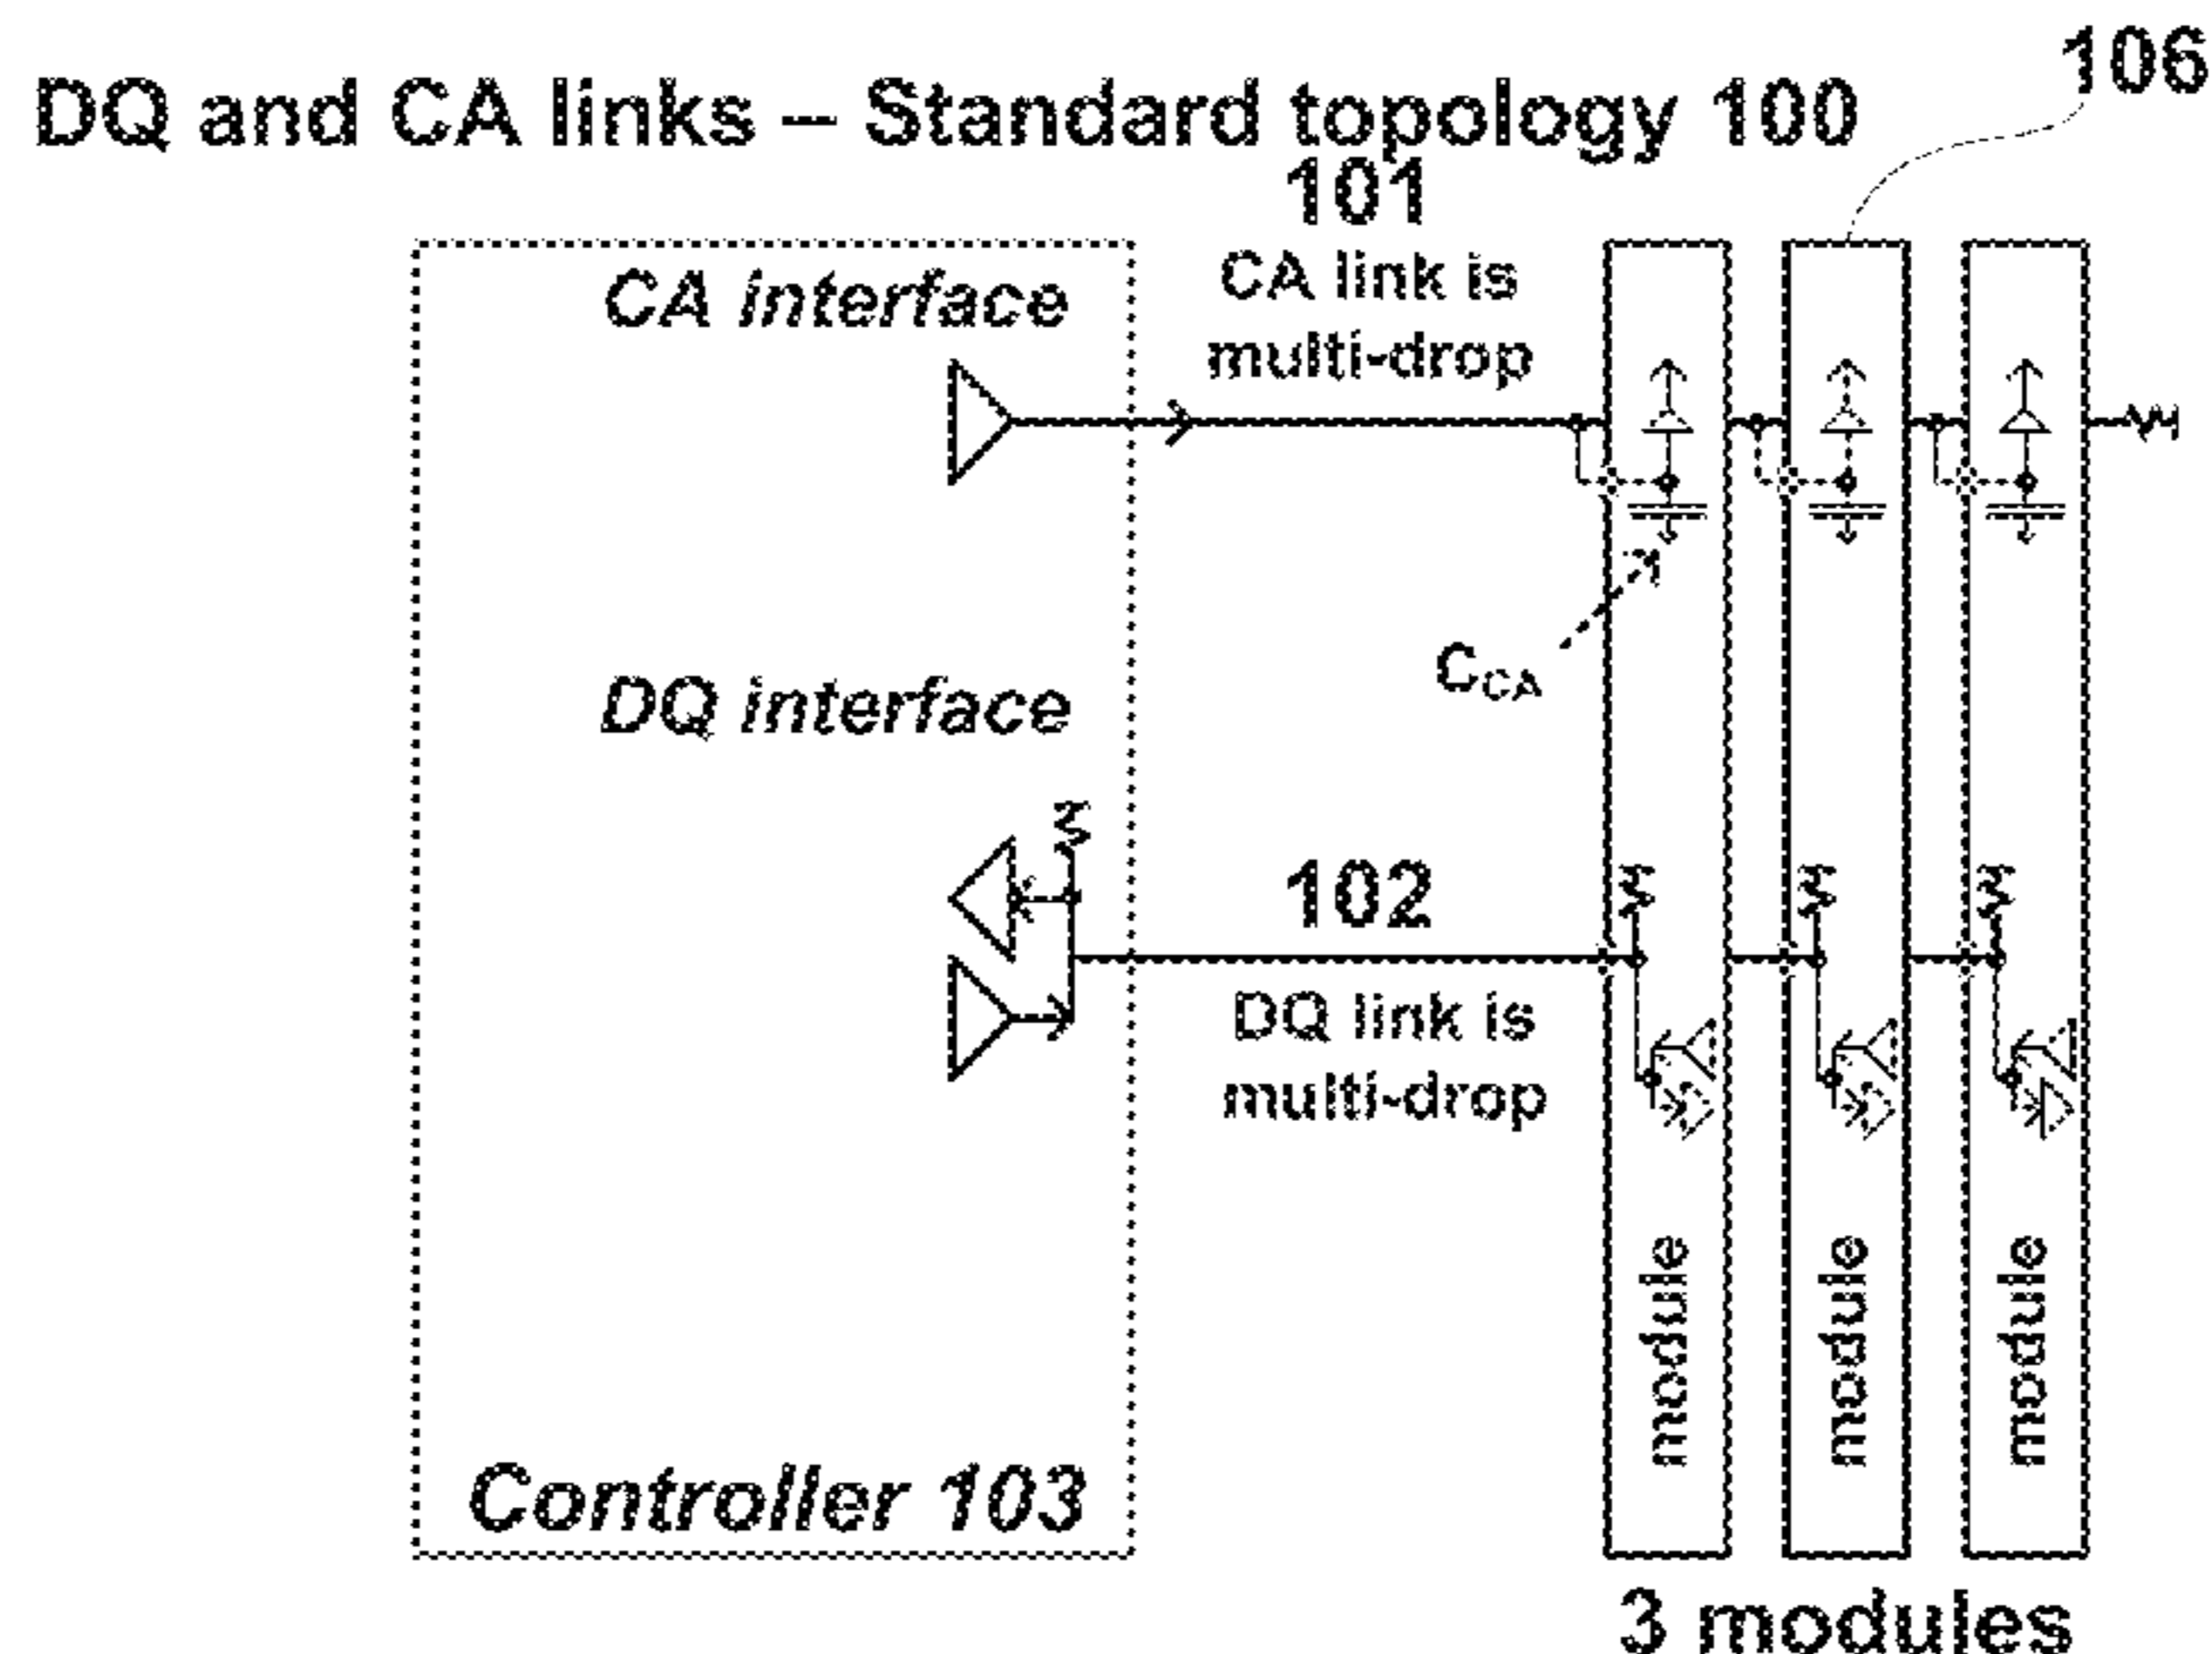 106
DQ and CA links – Standard topology 100
101
CA interface
CA link is
multi-drop
C_CA
DQ interface
102
DQ link is
multi-drop
module
module
module
Controller 103
3 modules